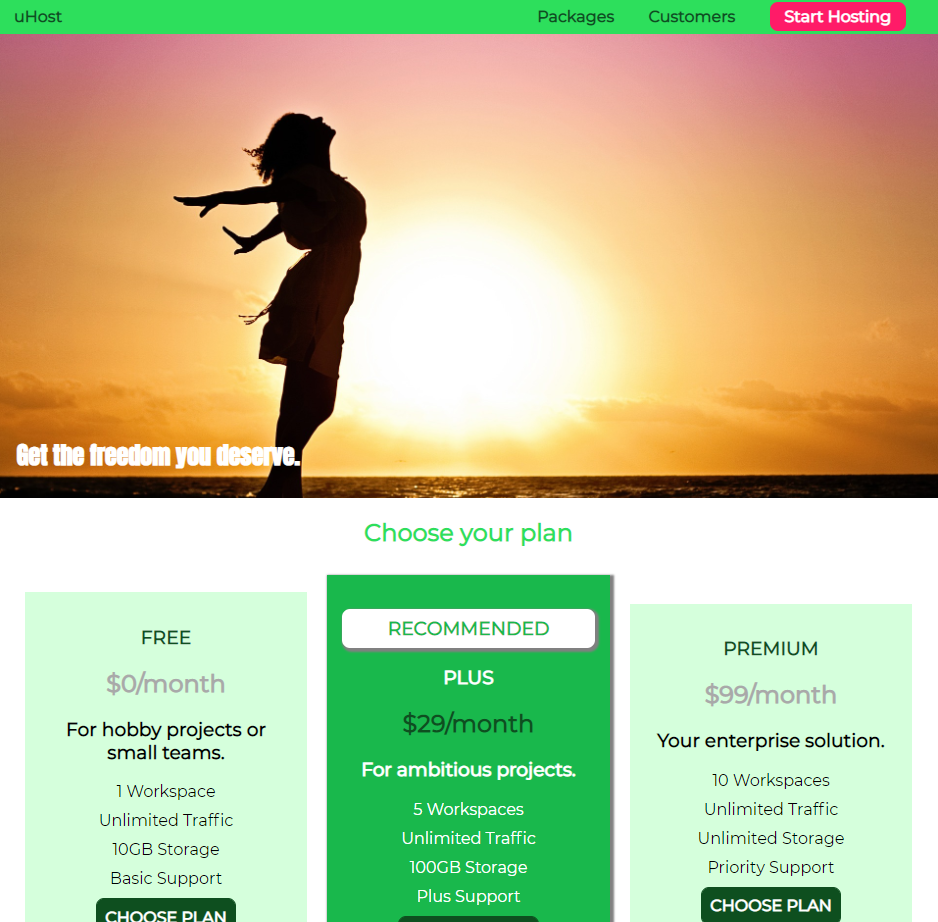 uHost
Packages
Customers
Start Hosting
Get the freedom you deserve.
Choose your plan
FREE
$0/month
For hobby projects or
small teams.
1 Workspace
Unlimited Traffic
10GB Storage
Basic Support
CHOOSE PLAN
RECOMMENDED
PLUS
$29/month
For ambitious projects.
5 Workspaces
Unlimited Traffic
100GB Storage
Plus Support
PREMIUM
$99/month
Your enterprise solution.
10 Workspaces
Unlimited Traffic
Unlimited Storage
Priority Support
CHOOSE PLAN